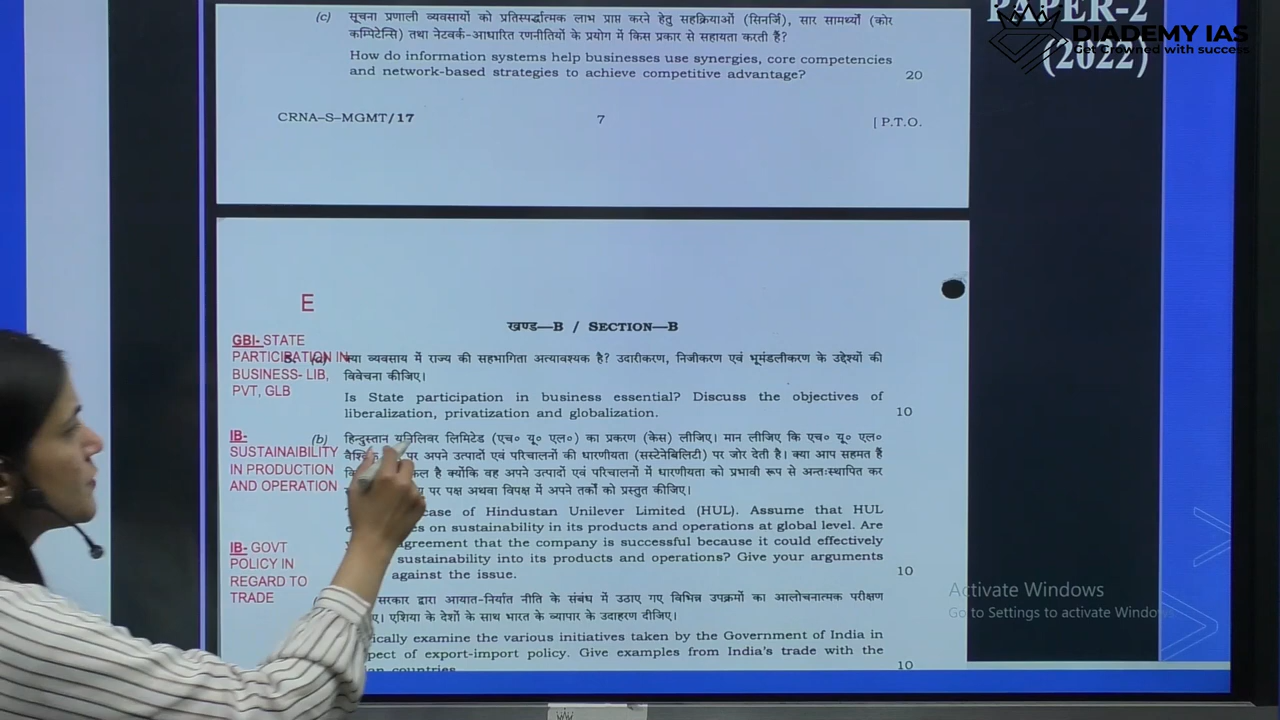 PAPER-2
(2022)
DIADEMY IAS
Get Crowned with success
(c) सूचना प्रणाली व्यवसायों को प्रतिस्पर्द्धात्मक लाभ प्राप्त करने हेतु सहक्रियाओं (सिनर्जि), सार सामर्थ्यों (कोर
कम्पिटेन्सि) तथा नेटवर्क-आधारित रणनीतियों के प्रयोग में किस प्रकार से सहायता करती हैं?
How do information systems help businesses use synergies, core competencies
and network-based strategies to achieve competitive advantage? 20
CRNA–S–MGMT/17 7 [ P.T.O.
E
खण्ड—B / SECTION—B
GBI- STATE
PARTICIPATION IN
BUSINESS- LIB,
PVT, GLB
(a) क्या व्यवसाय में राज्य की सहभागिता अत्यावश्यक है? उदारीकरण, निजीकरण एवं भूमंडलीकरण के उद्देश्यों की
विवेचना कीजिए।
Is State participation in business essential? Discuss the objectives of
liberalization, privatization and globalization. 10
IB-
SUSTAINAIBILITY
IN PRODUCTION
AND OPERATION
(b) हिन्दुस्तान यूनिलिवर लिमिटेड (एच० यू० एल०) का प्रकरण (केस) लीजिए। मान लीजिए कि एच० यू० एल०
पर अपने उत्पादों एवं परिचालनों की धारणीयता (सस्टेनेबिलिटी) पर जोर देती है। क्या आप सहमत हैं
है क्योंकि वह अपने उत्पादों एवं परिचालनों में धारणीयता को प्रभावी रूप से अन्तःस्थापित कर
पर पक्ष अथवा विपक्ष में अपने तर्कों को प्रस्तुत कीजिए।
case of Hindustan Unilever Limited (HUL). Assume that HUL
on sustainability in its products and operations at global level. Are
agreement that the company is successful because it could effectively
sustainability into its products and operations? Give your arguments
against the issue. 10
IB- GOVT
POLICY IN
REGARD TO
TRADE
सरकार द्वारा आयात-निर्यात नीति के संबंध में उठाए गए विभिन्न उपक्रमों का आलोचनात्मक परीक्षण
एशिया के देशों के साथ भारत के व्यापार के उदाहरण दीजिए।
examine the various initiatives taken by the Government of India in
of export-import policy. Give examples from India's trade with the
countries. 10
Activate Windows
Go to Settings to activate Windows